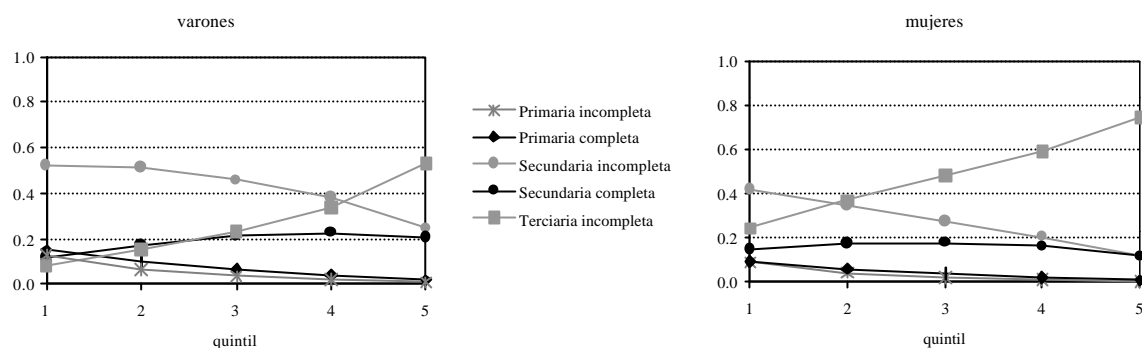 varones
mujeres
1.0
0.8
0.6
0.4
0.2
0.0
1 2 3 4 5
quintil
Primaria incompleta
Primaria completa
Secundaria incompleta
Secundaria completa
Terciaria incompleta
1.0
0.8
0.6
0.4
0.2
0.0
1 2 3 4 5
quintil